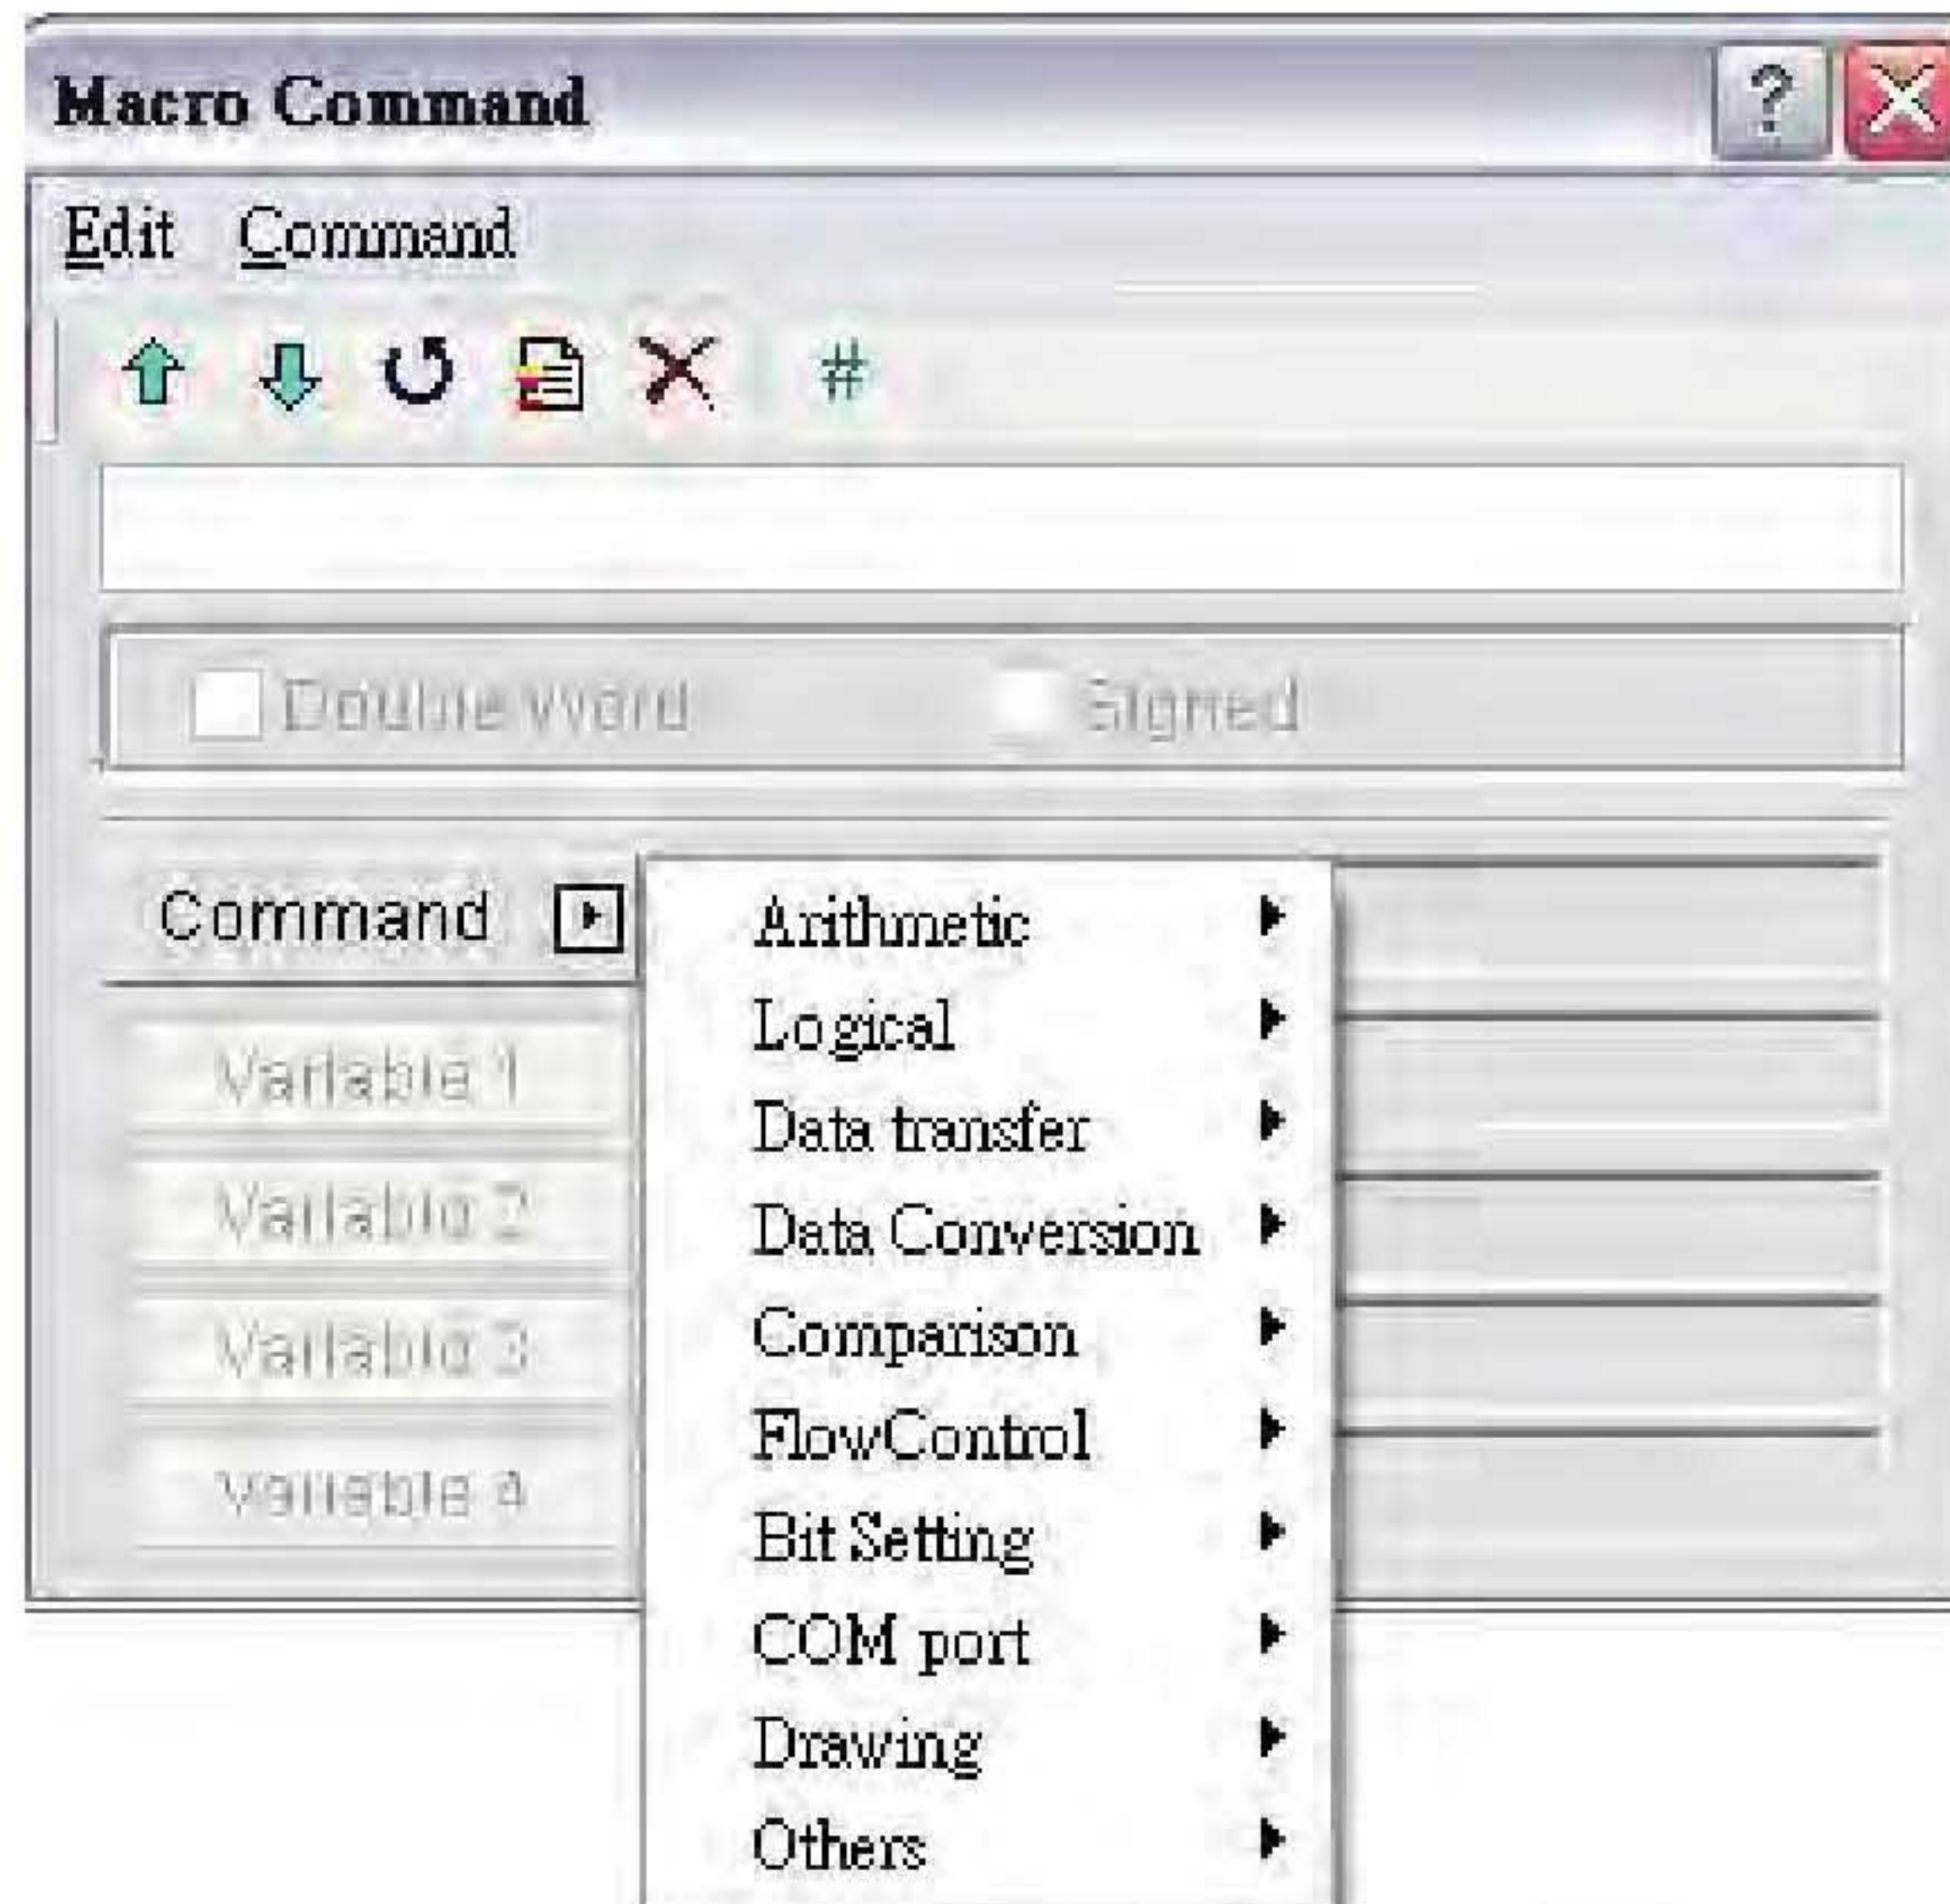 Macro Command
?
Edit Command
#
Double Word Signed
Command
Arithmetic
Logical
Data transfer
Data Conversion
Comparison
FlowControl
Bit Setting
COM port
Drawing
Others
Variable 1
Variable 2
Variable 3
Variable 4